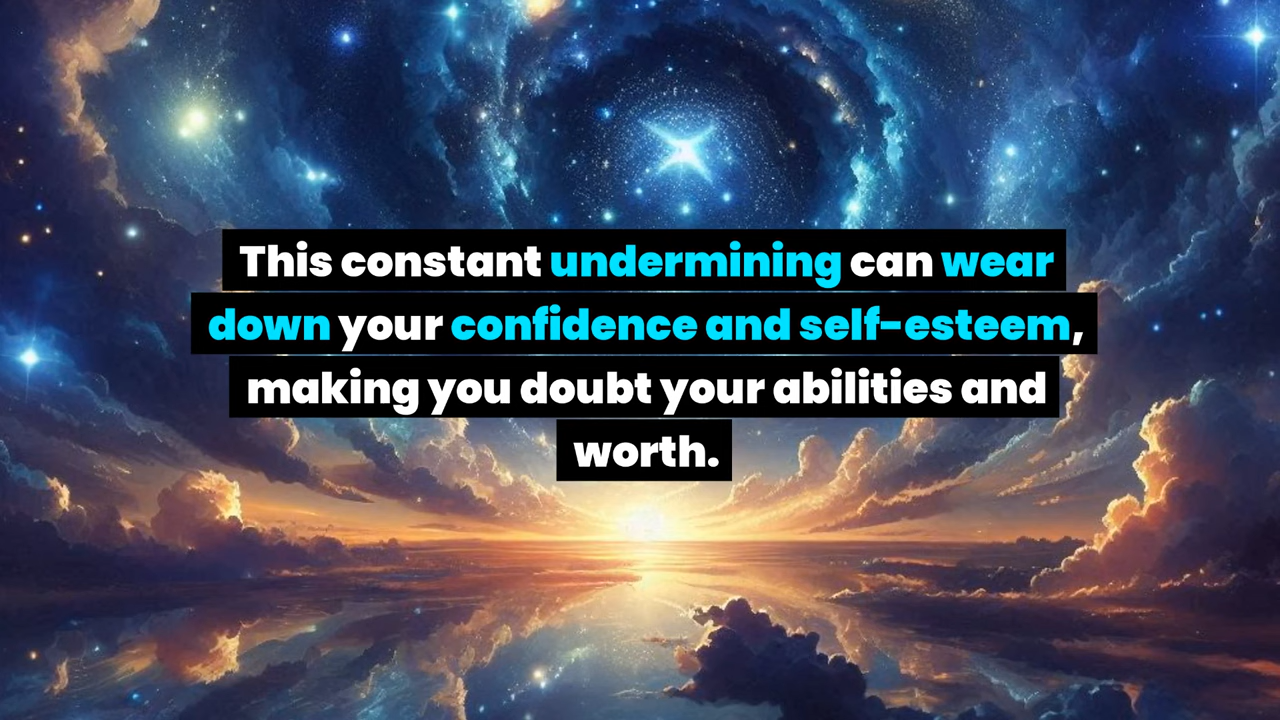 This constant undermining can wear
down your confidence and self-esteem,
making you doubt your abilities and
worth.